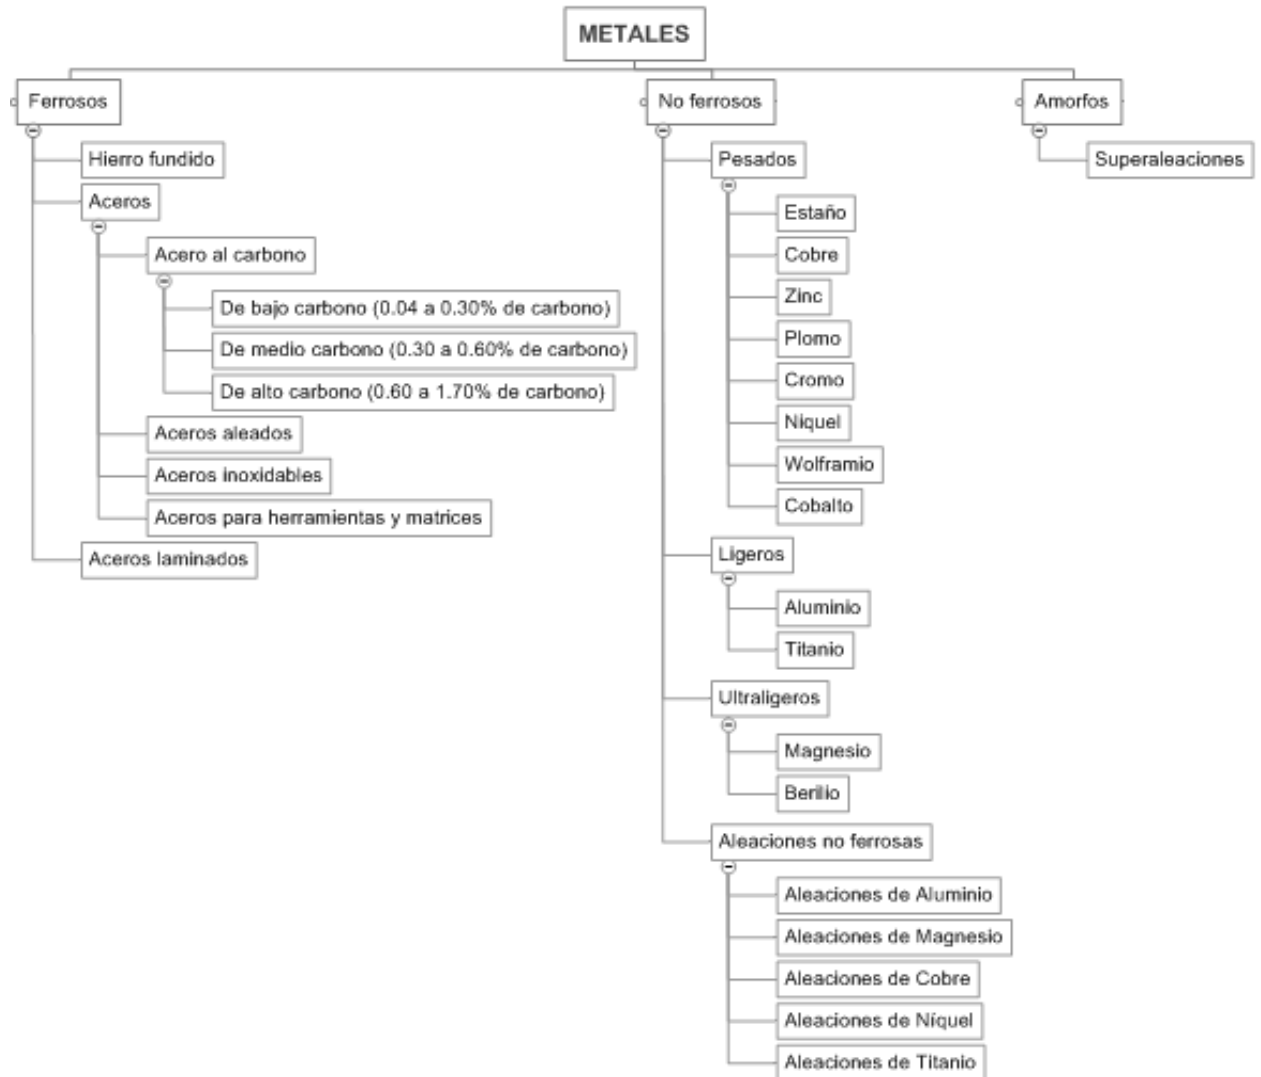 METALES
Ferrosos
Hierro fundido
Aceros
Acero al carbono
De bajo carbono (0.04 a 0.30% de carbono)
De medio carbono (0.30 a 0.60% de carbono)
De alto carbono (0.60 a 1.70% de carbono)
Aceros aleados
Aceros inoxidables
Aceros para herramientas y matrices
Aceros laminados
No ferrosos
Pesados
Estaño
Cobre
Zinc
Plomo
Cromo
Niquel
Wolframio
Cobalto
Ligeros
Aluminio
Titanio
Ultraligeros
Magnesio
Berilio
Aleaciones no ferrosas
Aleaciones de Aluminio
Aleaciones de Magnesio
Aleaciones de Cobre
Aleaciones de Níquel
Aleaciones de Titanio
Amorfos
Superaleaciones